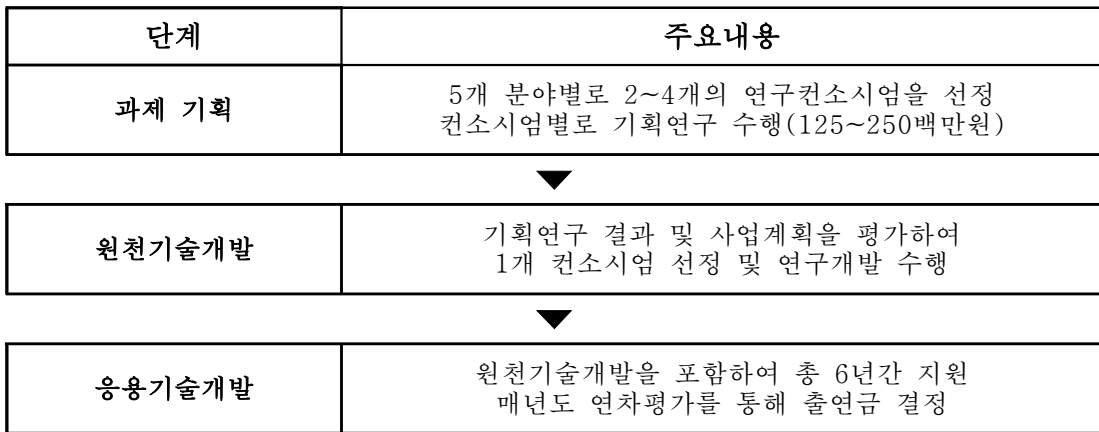 단계 주요내용
과제 기획
5개 분야별로 2~4개의 연구컨소시엄을 선정
컨소시엄별로 기획연구 수행(125~250백만원)
원천기술개발
기획연구 결과 및 사업계획을 평가하여
1개 컨소시엄 선정 및 연구개발 수행
응용기술개발
원천기술개발을 포함하여 총 6년간 지원
매년도 연차평가를 통해 출연금 결정